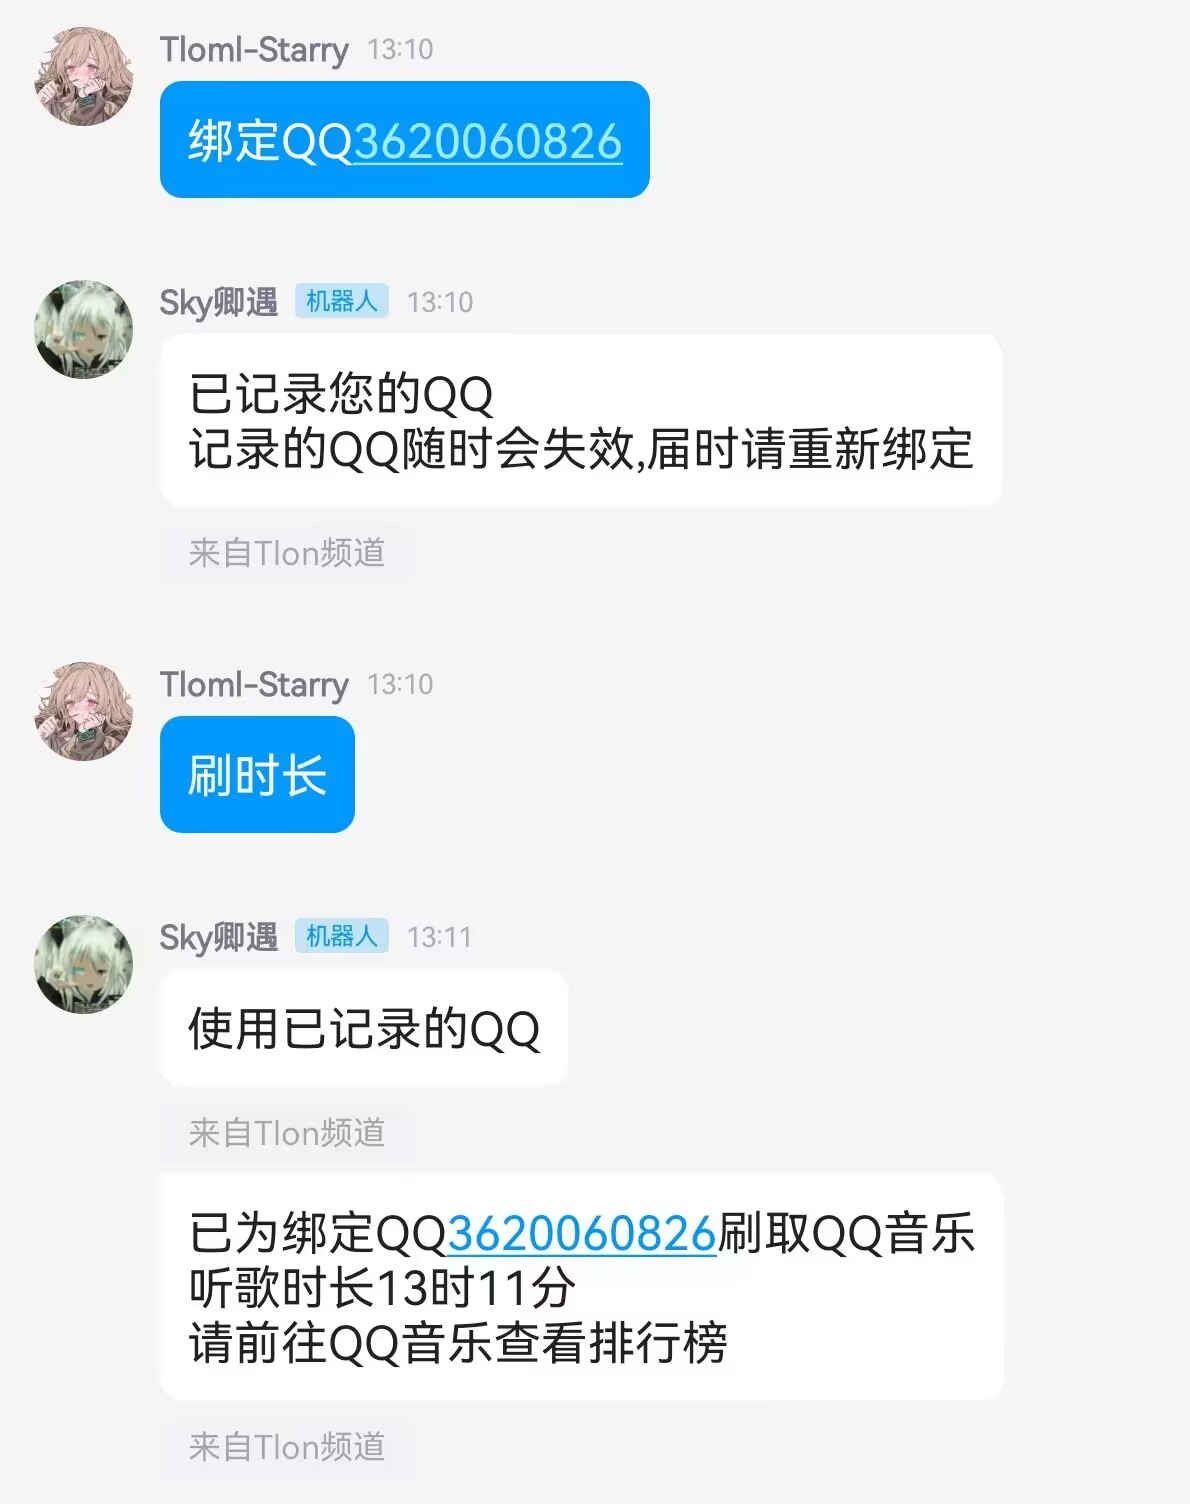 Tloml-Starry 13:10
绑定QQ3620060826
Sky卿遇 机器人 13:10
已记录您的QQ
记录的QQ随时会失效,届时请重新绑定
来自Tlon频道
Tloml-Starry 13:10
刷时长
Sky卿遇 机器人 13:11
使用已记录的QQ
来自Tlon频道
已为绑定QQ3620060826刷取QQ音乐
听歌时长13时11分
请前往QQ音乐查看排行榜
来自Tlon频道